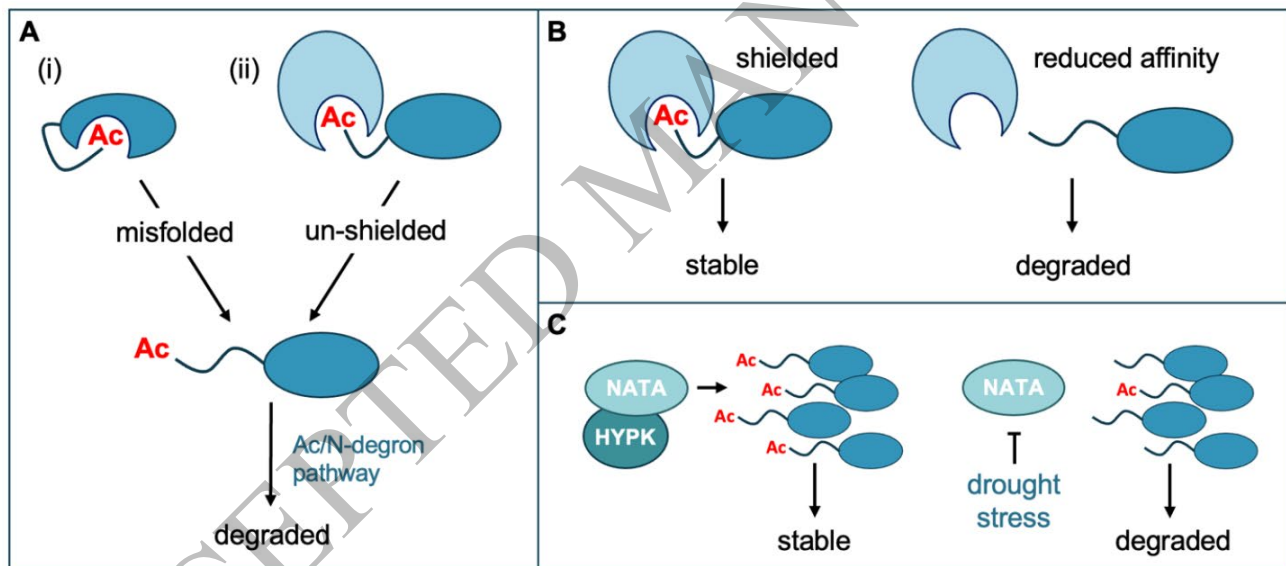 A
(i)
(ii)
Ac
Ac
misfolded
un-shielded
Ac
Ac/N-degron
pathway
degraded
B
shielded
reduced affinity
Ac
stable
degraded
C
NATA
HYPK
Ac
Ac
Ac
Ac
stable
NATA
drought
stress
Ac
degraded
CEPTED MAN